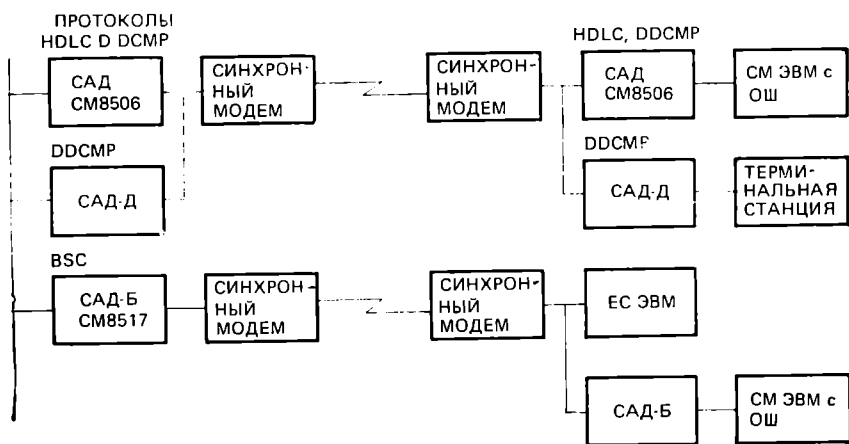 ПРОТОКОЛЫ
HDLC D DCMP
САД
СМ8506
СИНХРОН-
НЫЙ
МОДЕМ
СИНХРОН-
НЫЙ
МОДЕМ
HDLC, DDCMP
САД
СМ8506
СМ ЭВМ с
ОШ
DDCMP
САД-Д
DDCMP
САД-Д
ТЕРМИ-
НАЛЬНАЯ
СТАНЦИЯ
BSC
САД-Б
СМ8517
СИНХРОН-
НЫЙ
МОДЕМ
СИНХРОН-
НЫЙ
МОДЕМ
ЕС ЭВМ
САД-Б
СМ ЭВМ с
ОШ